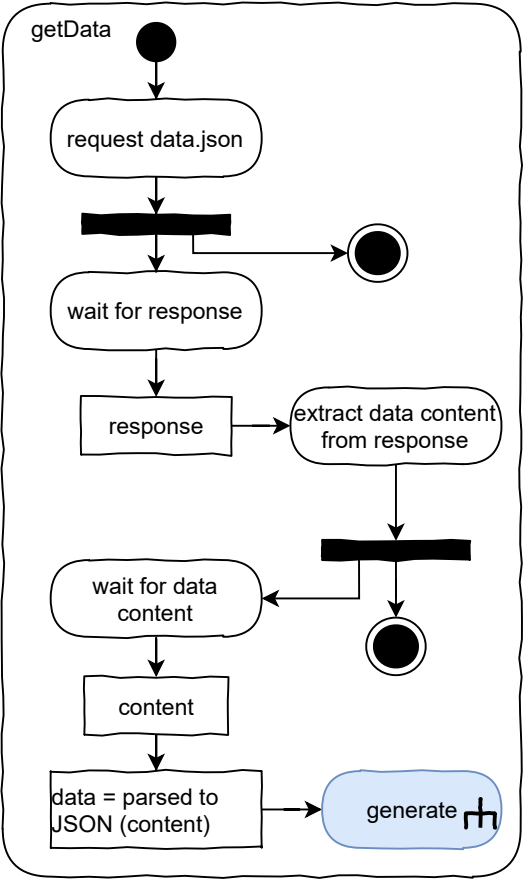 getData
request data.json
wait for response
response
extract data content
from response
wait for data
content
content
data = parsed to
JSON (content)
generate